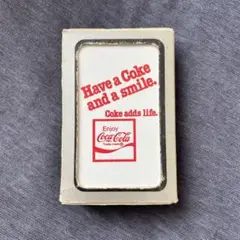 Have a Coke
and a smile.
Coke adds life.
Enjoy
Coca-Cola